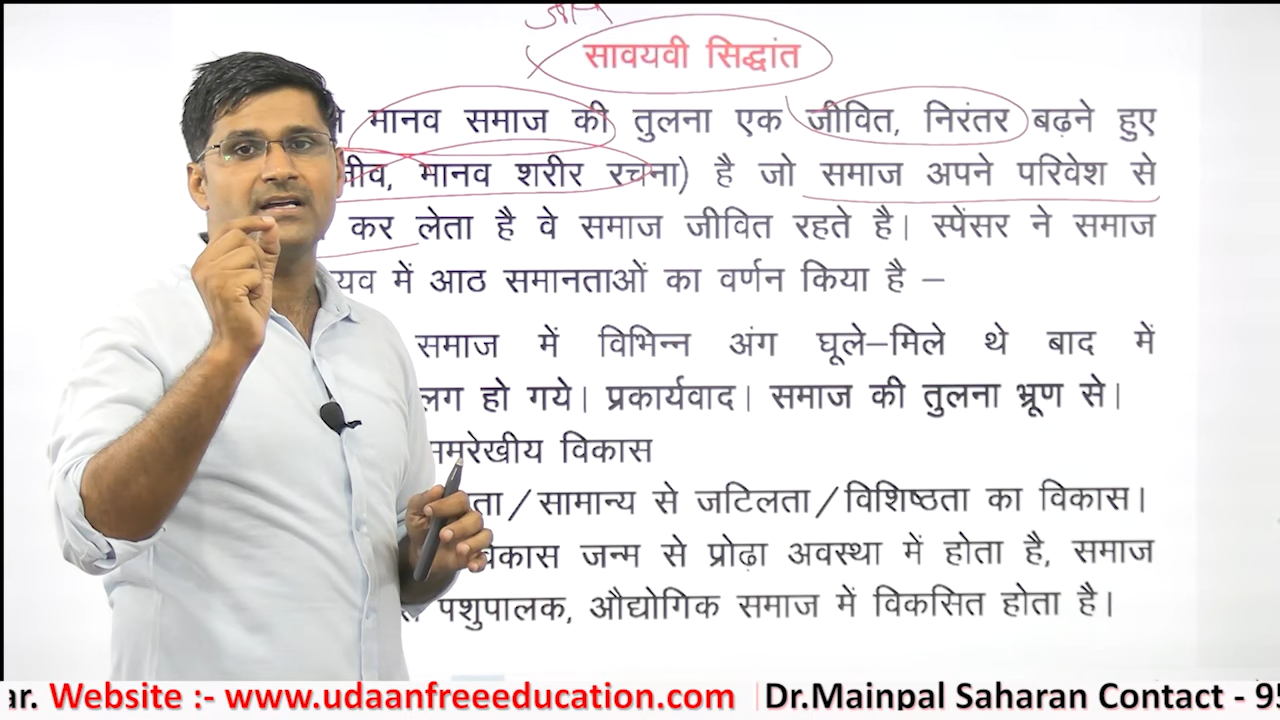 सावयवी सिद्धांत
मानव समाज की तुलना एक जीवित, निरंतर बढ़ने हुए
मानव शरीर रचना) है जो समाज अपने परिवेश से
कर लेता है वे समाज जीवित रहते है। स्पेंसर ने समाज
में आठ समानताओं का वर्णन किया है –
समाज में विभिन्न अंग घूले–मिले थे बाद में
हो गये। प्रकार्यवाद। समाज की तुलना भ्रूण से।
समरेखीय विकास
ता/सामान्य से जटिलता/विशिष्ठता का विकास।
विकास जन्म से प्रोढ़ा अवस्था में होता है, समाज
पशुपालक, औद्योगिक समाज में विकसित होता है।
ar. Website :- www.udaanfreeeducation.com Dr.Mainpal Saharan Contact - 95